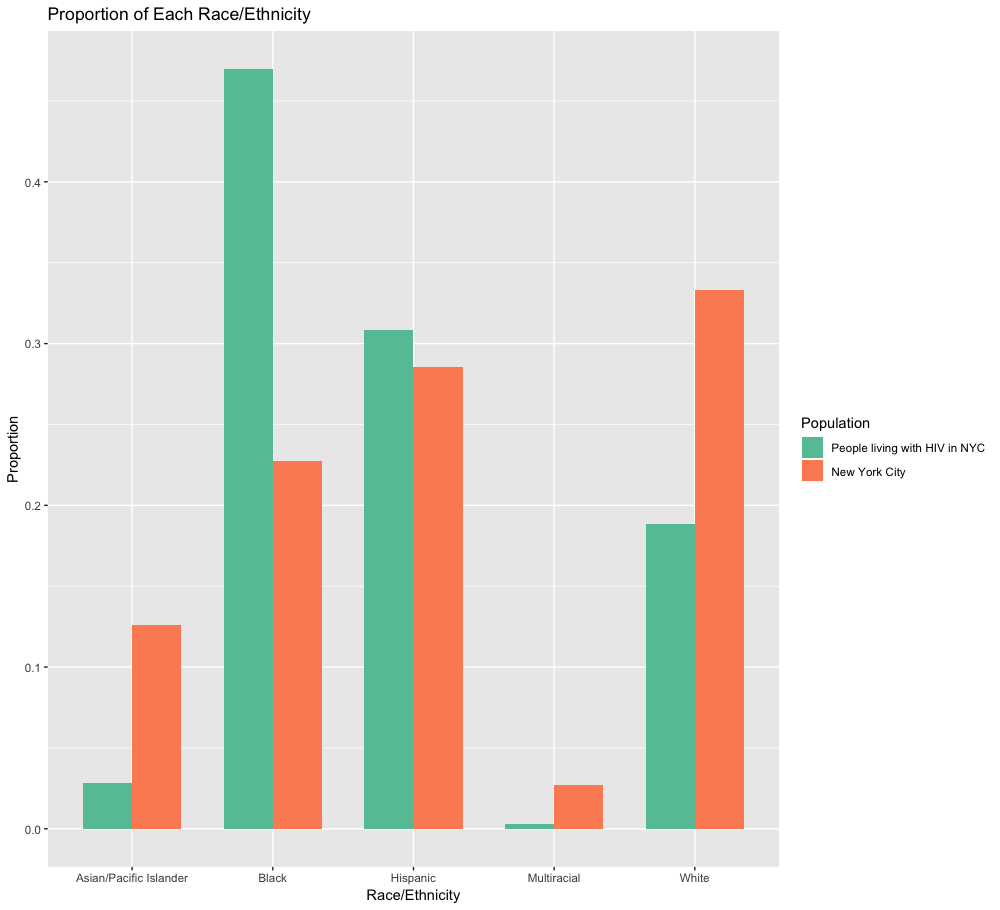 Proportion of Each Race/Ethnicity
Proportion
0.4
0.3
0.2
0.1
0.0
Asian/Pacific Islander
Black
Hispanic
Multiracial
White
Race/Ethnicity
Population
People living with HIV in NYC
New York City